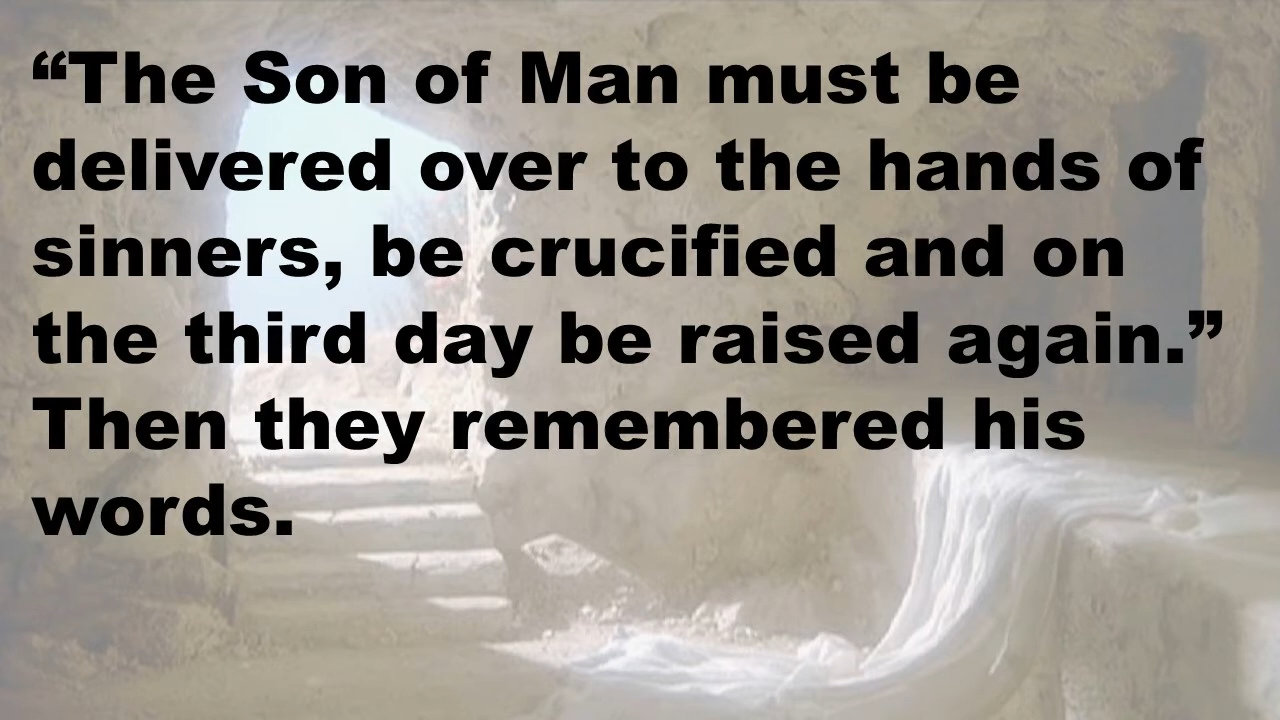 “The Son of Man must be
delivered over to the hands of
sinners, be crucified and on
the third day be raised again.”
Then they remembered his
words.